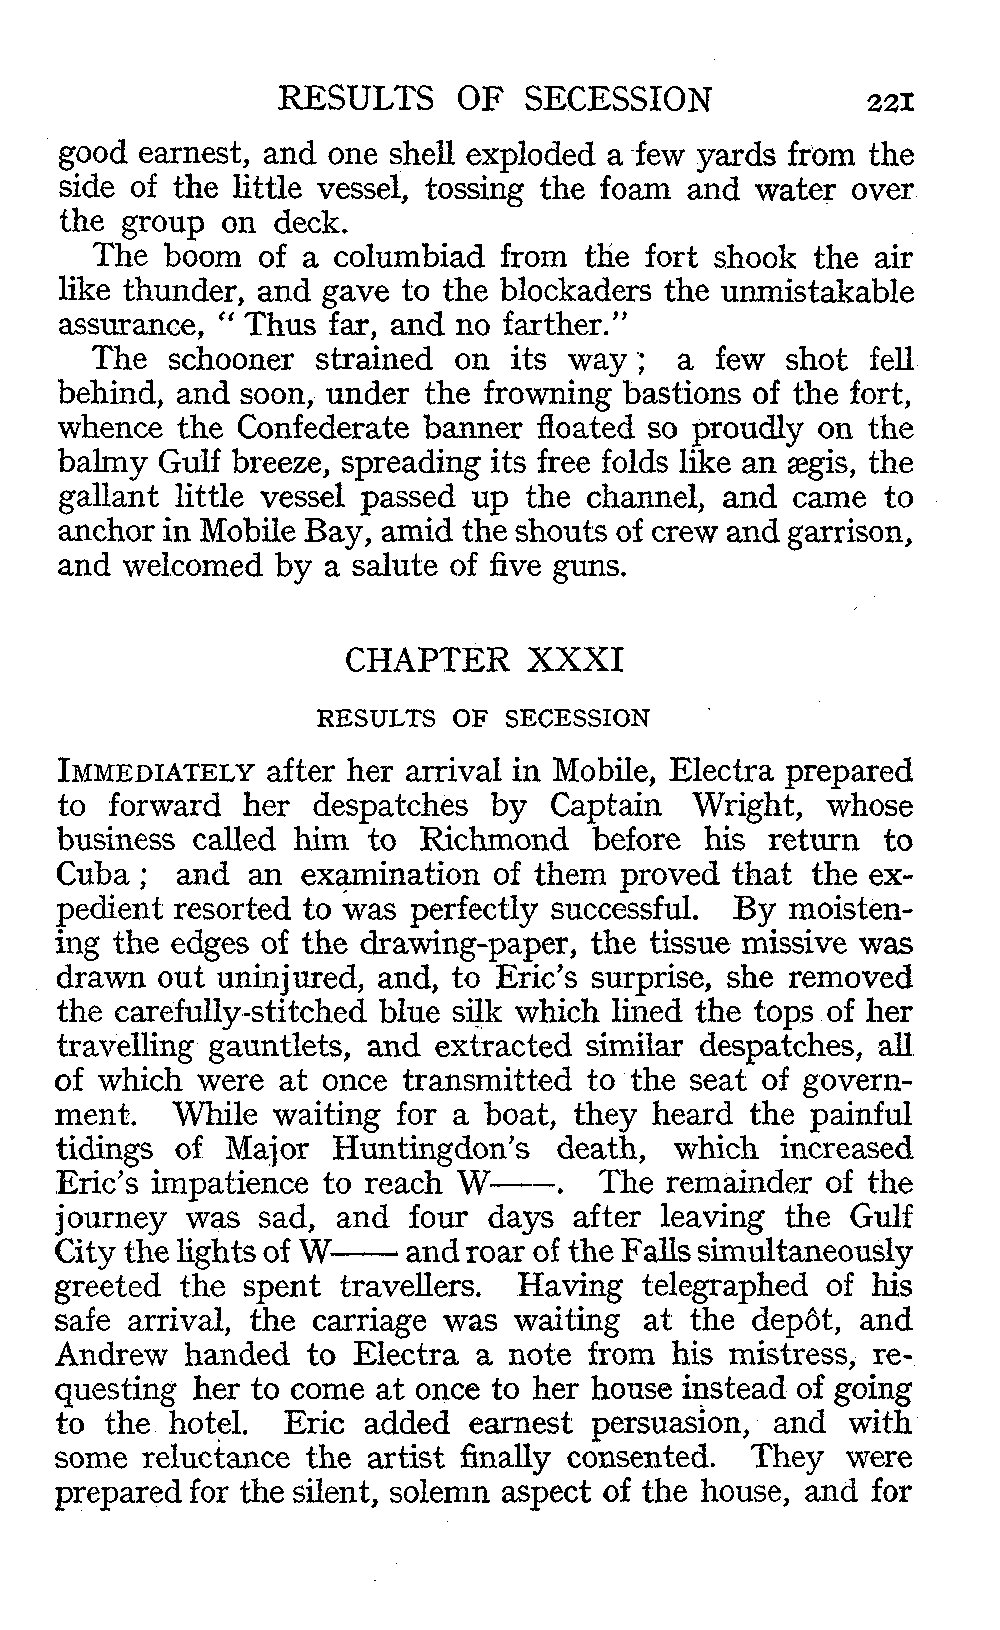 RESULTS OF SECESSION 221
good earnest, and one shell exploded a few yards from the
side of the little vessel, tossing the foam and water over
the group on deck.
The boom of a columbiad from the fort shook the air
like thunder, and gave to the blockaders the unmistakable
assurance, “ Thus far, and no farther.”
The schooner strained on its way ; a few shot fell
behind, and soon, under the frowning bastions of the fort,
whence the Confederate banner floated so proudly on the
balmy Gulf breeze, spreading its free folds like an ægis, the
gallant little vessel passed up the channel, and came to
anchor in Mobile Bay, amid the shouts of crew and garrison,
and welcomed by a salute of five guns.
CHAPTER XXXI
RESULTS OF SECESSION
IMMEDIATELY after her arrival in Mobile, Electra prepared
to forward her despatches by Captain Wright, whose
business called him to Richmond before his return to
Cuba ; and an examination of them proved that the ex-
pedient resorted to was perfectly successful. By moisten-
ing the edges of the drawing-paper, the tissue missive was
drawn out uninjured, and, to Eric’s surprise, she removed
the carefully-stitched blue silk which lined the tops of her
travelling gauntlets, and extracted similar despatches, all
of which were at once transmitted to the seat of govern-
ment. While waiting for a boat, they heard the painful
tidings of Major Huntingdon’s death, which increased
Eric’s impatience to reach W——. The remainder of the
journey was sad, and four days after leaving the Gulf
City the lights of W—— and roar of the Falls simultaneously
greeted the spent travellers. Having telegraphed of his
safe arrival, the carriage was waiting at the depôt, and
Andrew handed to Electra a note from his mistress, re-
questing her to come at once to her house instead of going
to the hotel. Eric added earnest persuasion, and with
some reluctance the artist finally consented. They were
prepared for the silent, solemn aspect of the house, and for